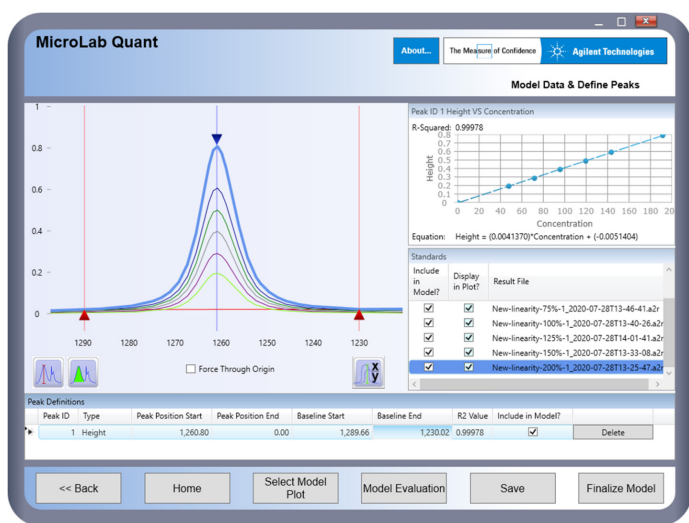 MicroLab Quant
About...
The Measure of Confidence
Agilent Technologies
Model Data & Define Peaks
1
0.8
0.6
0.4
0.2
0
1290 1280 1270 1260 1250 1240 1230
Force Through Origin
X
y
Peak ID 1 Height VS Concentration
R-Squared: 0.99978
0.8
0.7
0.6
0.5
0.4
0.3
0.2
0.1
0
Height
0 20 40 60 80 100 120 140 160 180 20
Concentration
Equation: Height = (0.0041370)*Concentration + (-0.0051404)
Standards
Include in Model? Display in Plot? Result File
New-linearity-75%-1_2020-07-28T13-46-41.a2r
New-linearity-100%-1_2020-07-28T13-40-26.a2r
New-linearity-125%-1_2020-07-28T14-01-41.a2r
New-linearity-150%-1_2020-07-28T13-33-08.a2r
New-linearity-200%-1_2020-07-28T13-25-47.a2r
Peak Definitions
Peak ID Type Peak Position Start Peak Position End Baseline Start Baseline End R2 Value Include in Model?
1 Height 1,260.80 0.00 1,289.66 1,230.02 0.99978 Delete
<< Back Home Select Model Plot Model Evaluation Save Finalize Model